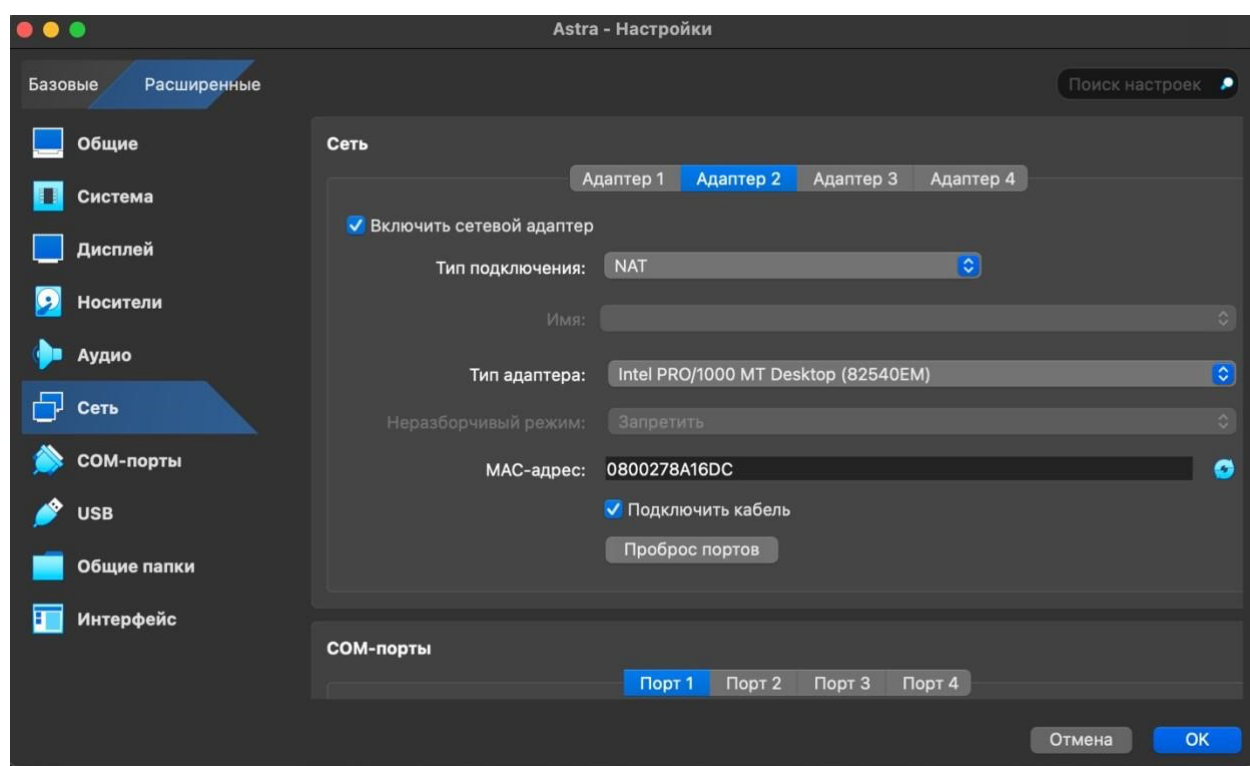 Astra - Настройки
Базовые Расширенные Поиск настроек
Общие
Система
Дисплей
Носители
Аудио
Сеть
COM-порты
USB
Общие папки
Интерфейс
Сеть
Адаптер 1 Адаптер 2 Адаптер 3 Адаптер 4
Включить сетевой адаптер
Тип подключения: NAT
Имя:
Тип адаптера: Intel PRO/1000 MT Desktop (82540EM)
Неразборчивый режим: Запретить
MAC-адрес: 0800278A16DC
Подключить кабель
Проброс портов
COM-порты
Порт 1 Порт 2 Порт 3 Порт 4
Отмена OK